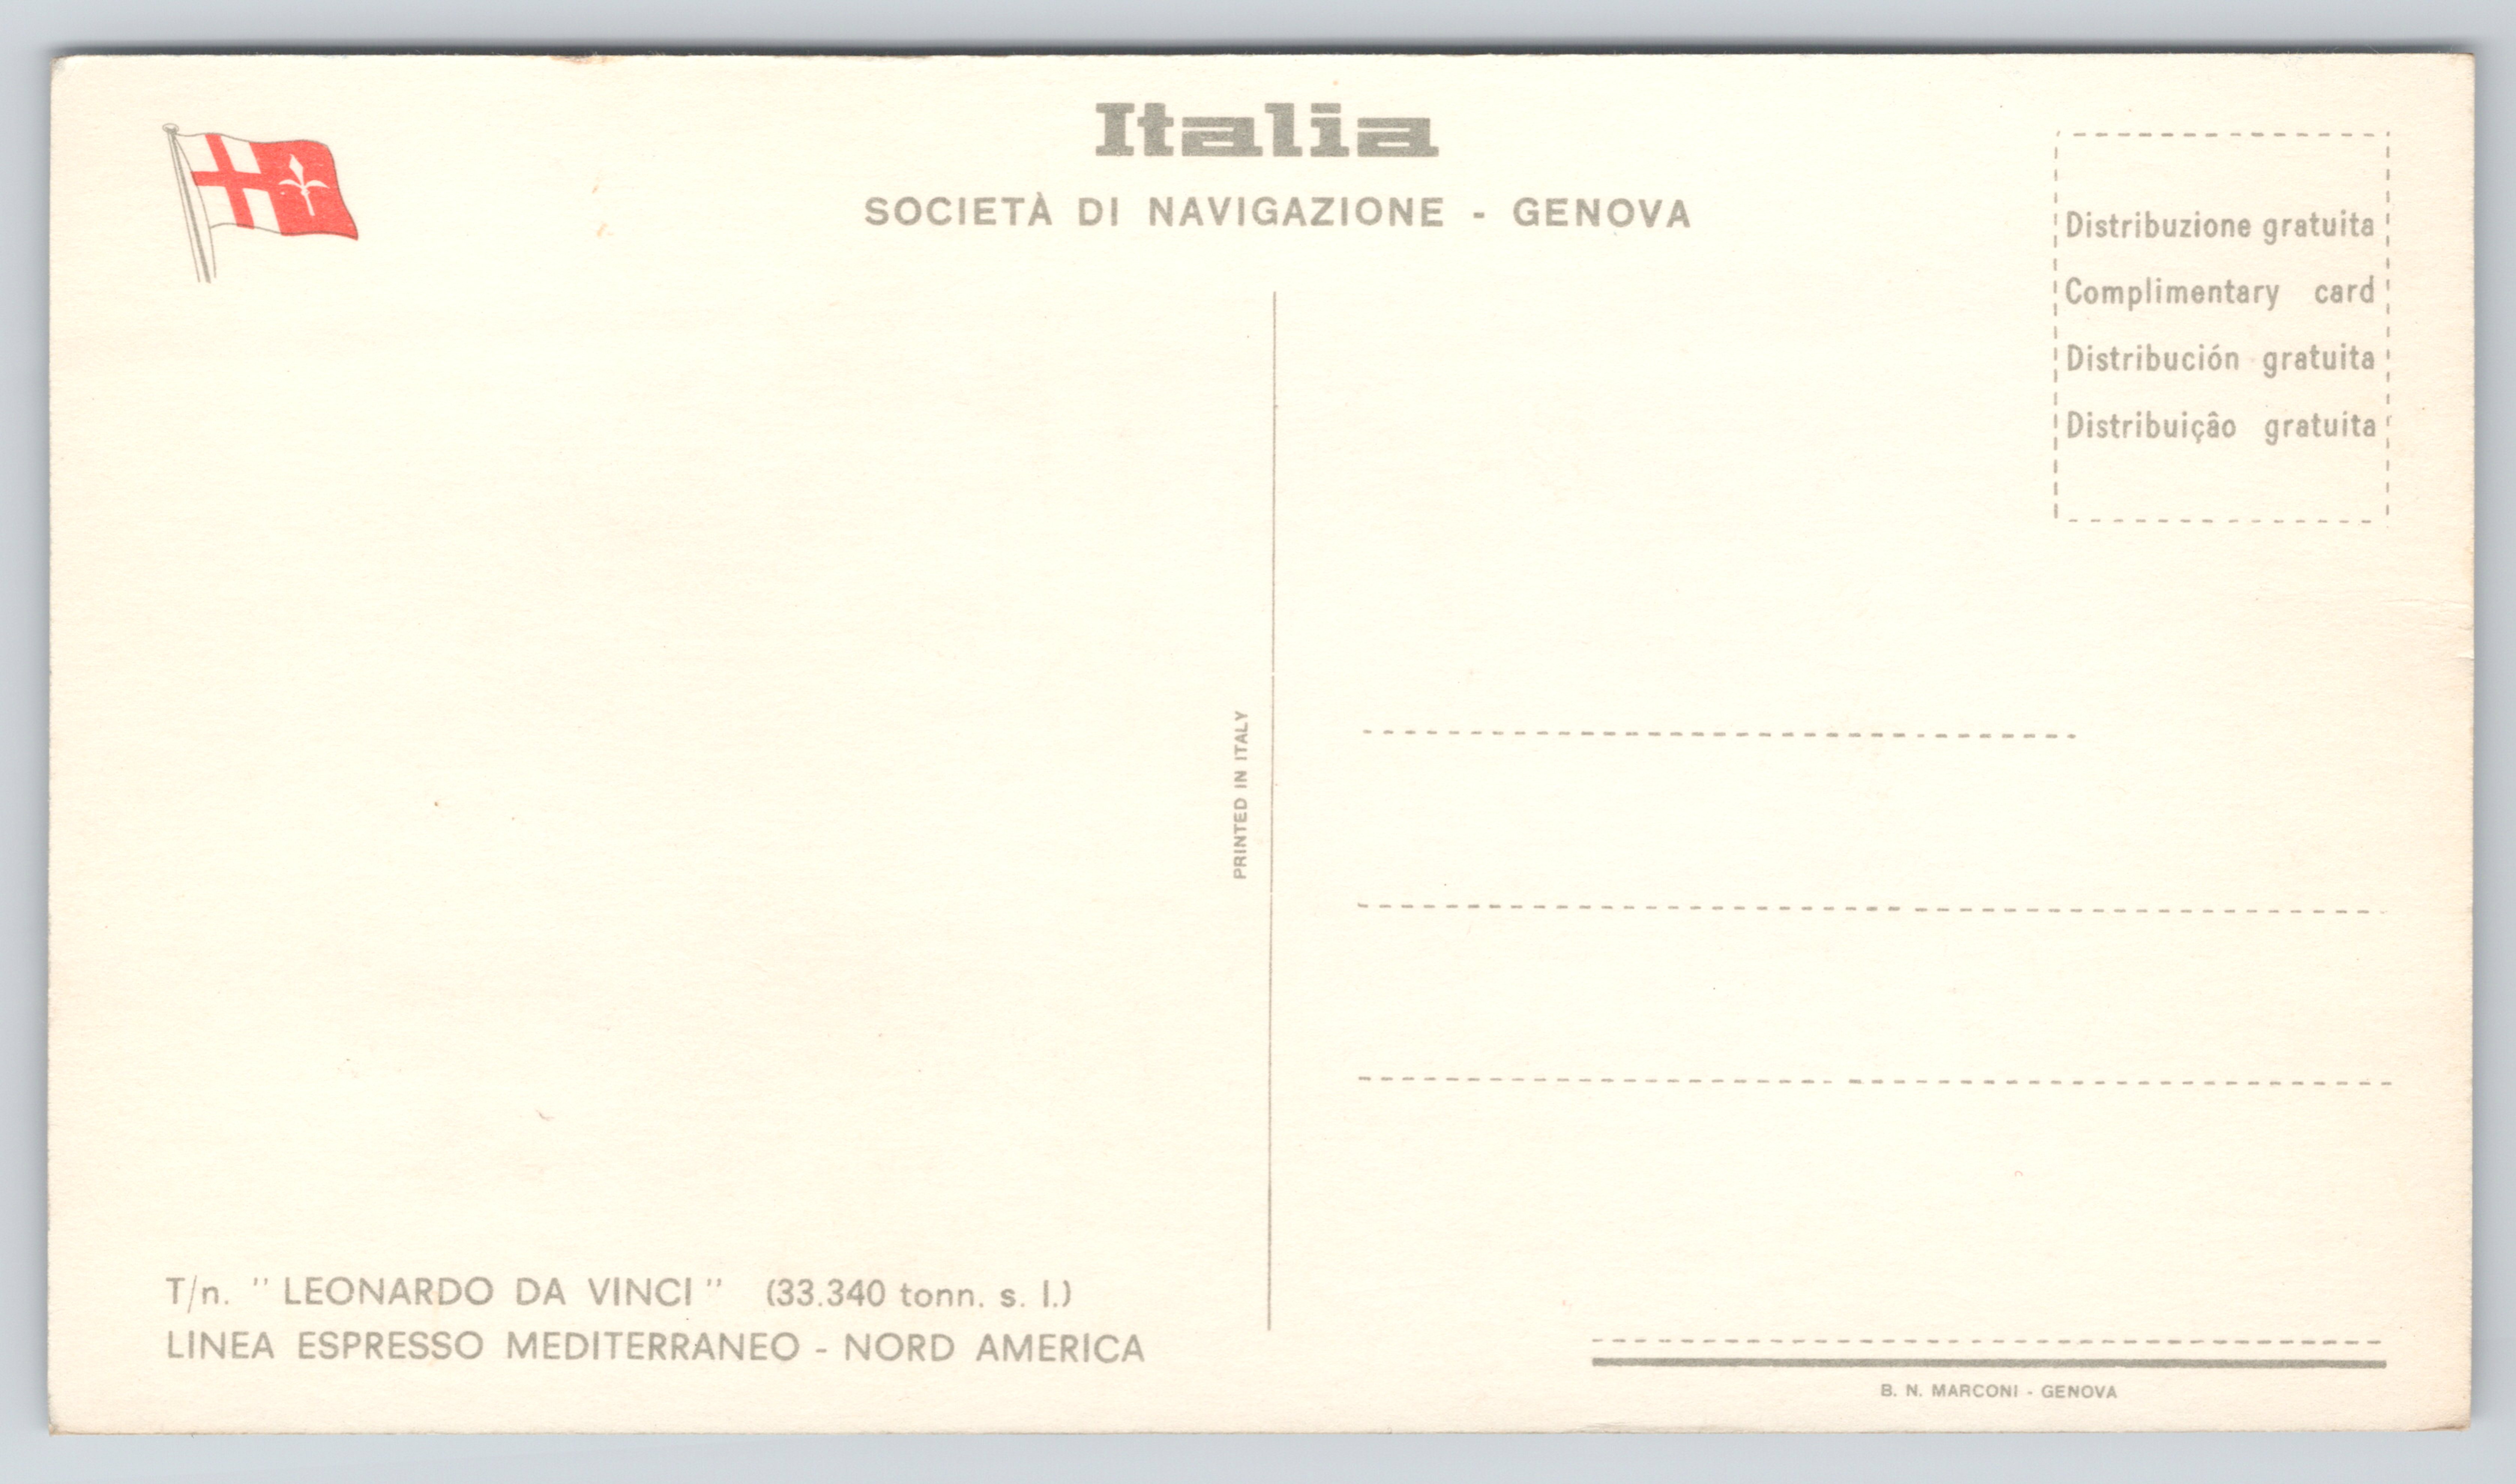 Italia
SOCIETÀ DI NAVIGAZIONE - GENOVA
Distribuzione gratuita
Complimentary card
Distribución gratuita
Distribuiçâo gratuita
PRINTED IN ITALY
T/n. "LEONARDO DA VINCI" (33.340 tonn. s. l.)
LINEA ESPRESSO MEDITERRANEO - NORD AMERICA
B. N. MARCONI - GENOVA